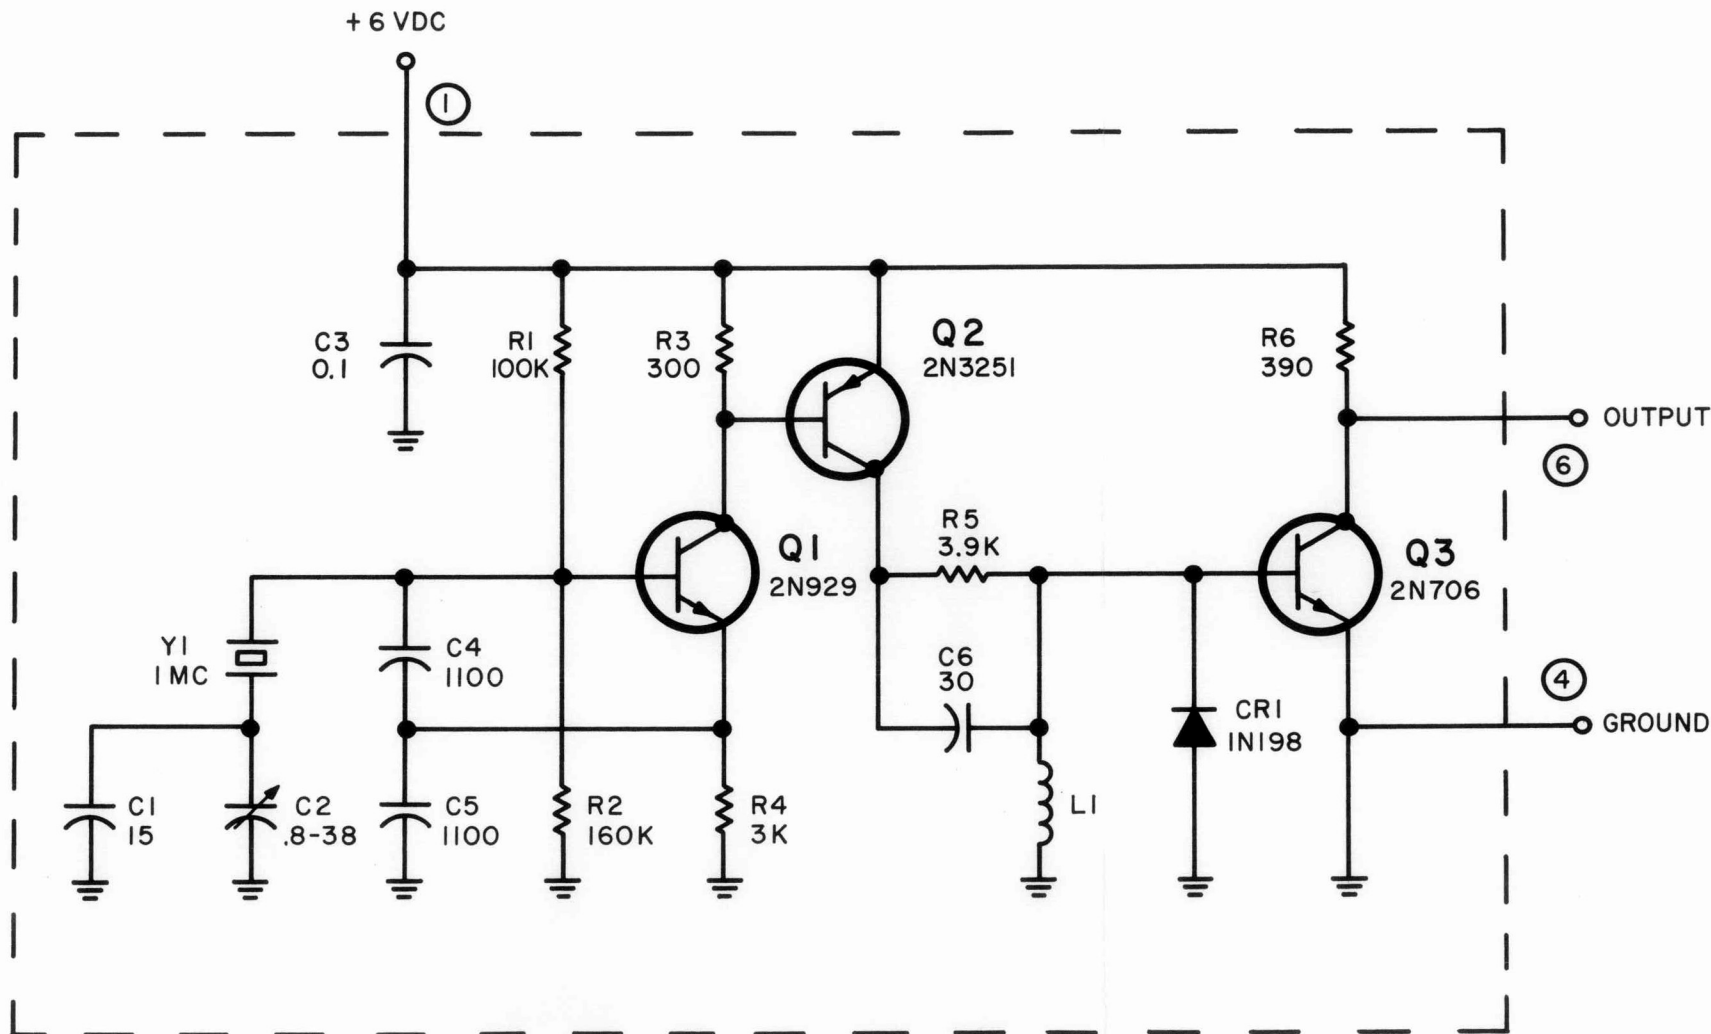 + 6 VDC
1
C3
0.1
R1
100K
R3
300
Q2
2N3251
R6
390
OUTPUT
6
R5
3.9K
Q1
2N929
Q3
2N706
Y1
1 MC
C4
1100
C6
30
CR1
1N198
4
GROUND
C1
15
C2
.8-38
C5
1100
R2
160K
R4
3K
L1